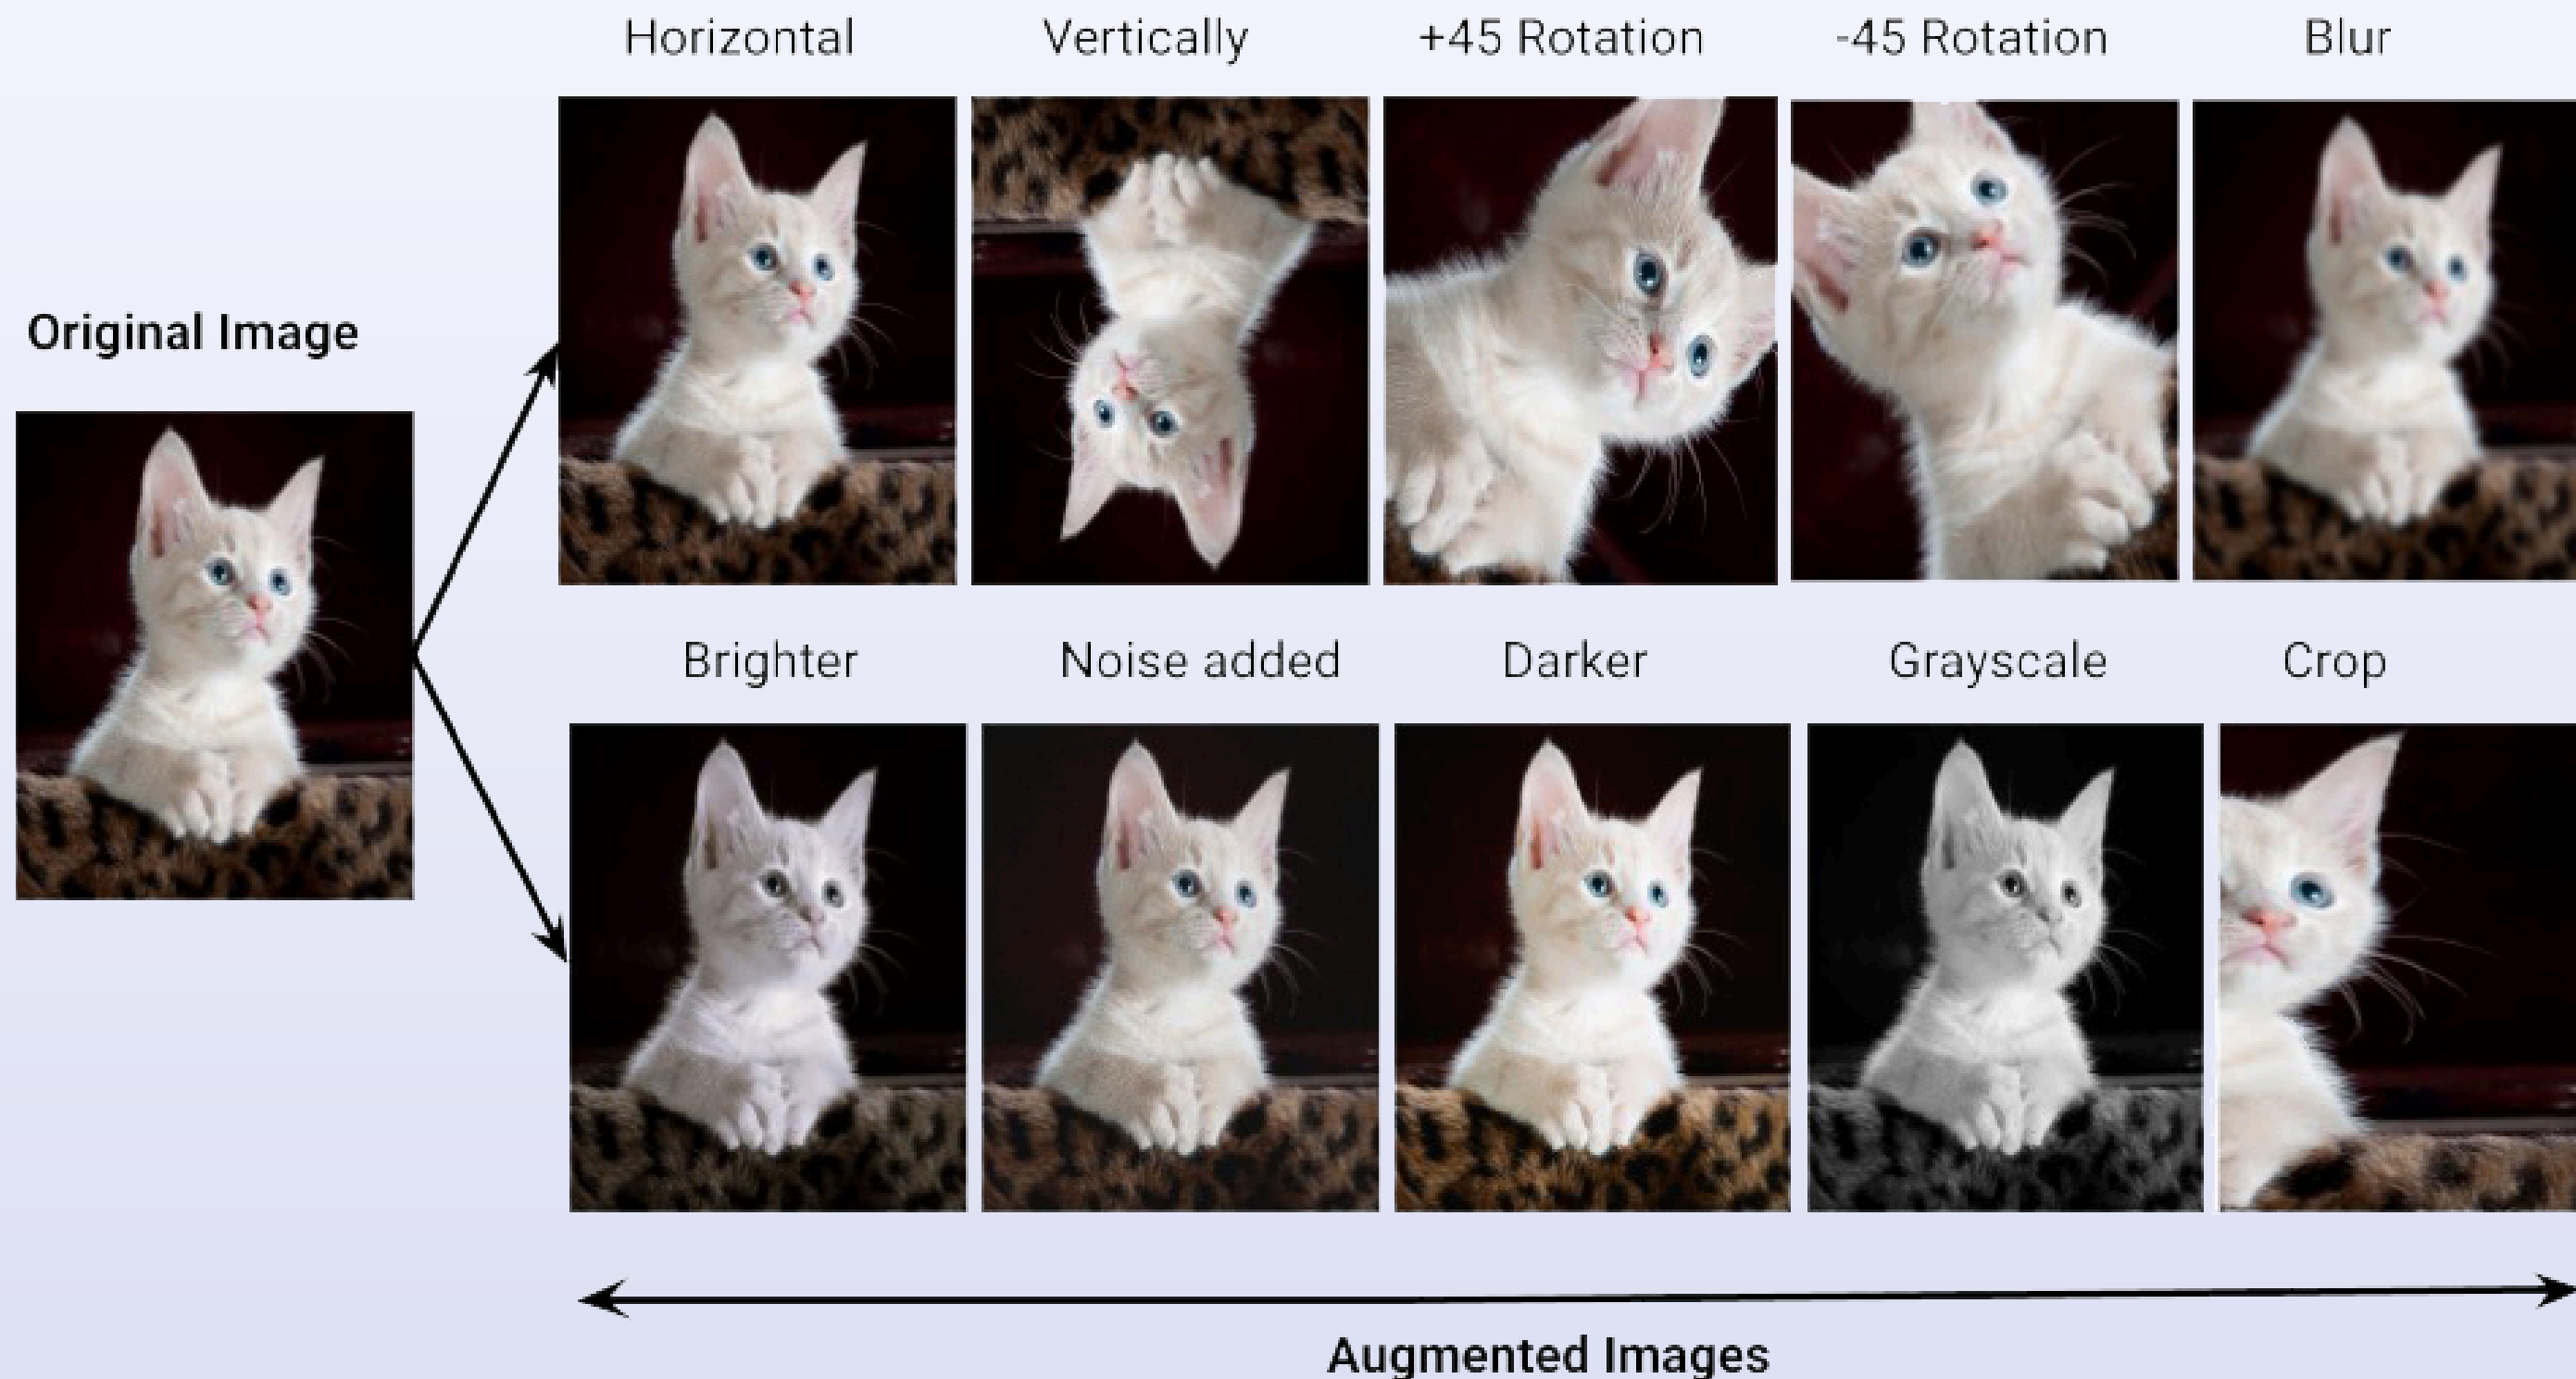 Horizontal
Vertically
+45 Rotation
-45 Rotation
Blur
Original Image
Brighter
Noise added
Darker
Grayscale
Crop
Augmented Images